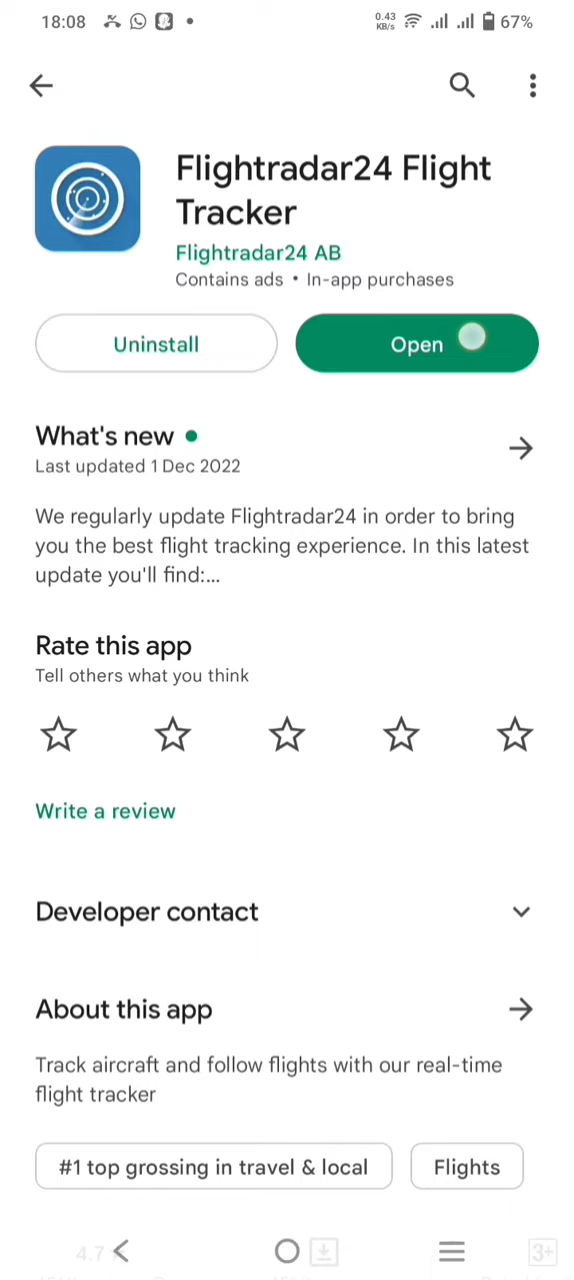 18:08
0.43
KB/s
67%
Flightradar24 Flight
Tracker
Flightradar24 AB
Contains ads • In-app purchases
Uninstall
Open
What's new
Last updated 1 Dec 2022
We regularly update Flightradar24 in order to bring
you the best flight tracking experience. In this latest
update you'll find:...
Rate this app
Tell others what you think
Write a review
Developer contact
About this app
Track aircraft and follow flights with our real-time
flight tracker
#1 top grossing in travel & local
Flights
4.7
3+